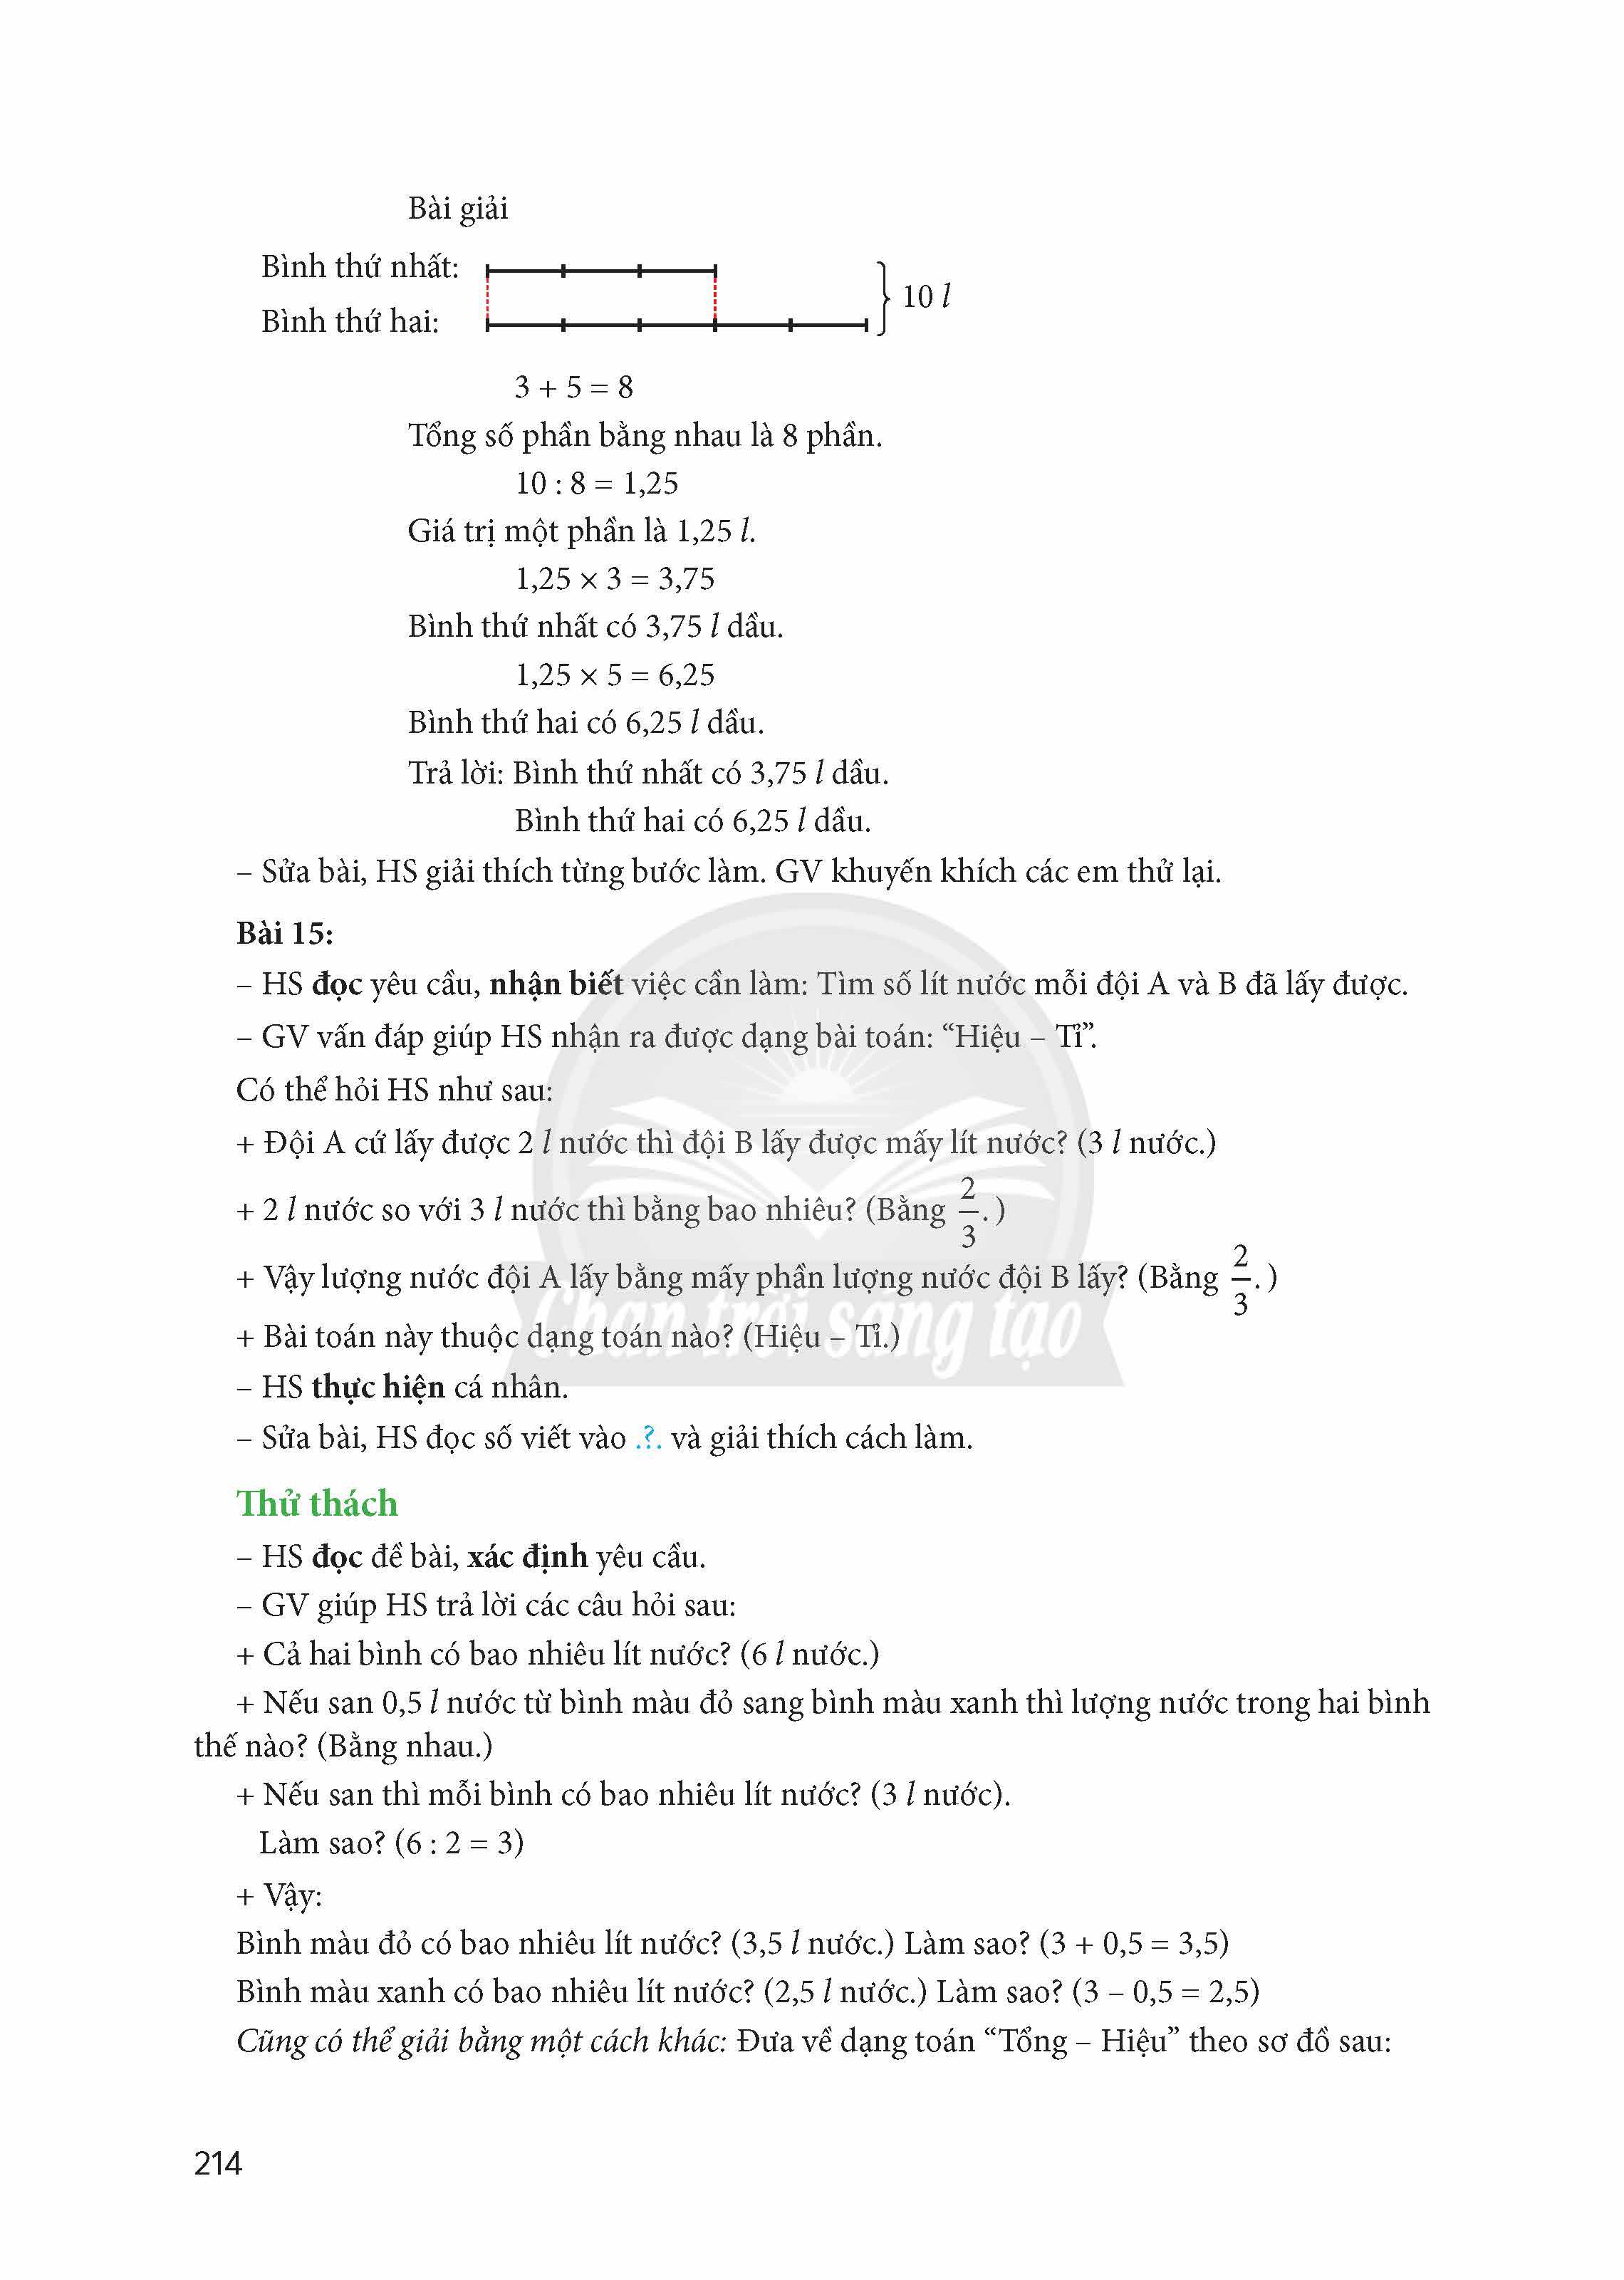 Bài giải
Bình thứ nhất:
10 l
Bình thứ hai:
3 + 5 = 8
Tổng số phần bằng nhau là 8 phần.
10 : 8 = 1,25
Giá trị một phần là 1,25 l.
1,25 × 3 = 3,75
Bình thứ nhất có 3,75 l dầu.
1,25 × 5 = 6,25
Bình thứ hai có 6,25 l dầu.
Trả lời: Bình thứ nhất có 3,75 l dầu.
Bình thứ hai có 6,25 l dầu.
– Sửa bài, HS giải thích từng bước làm. GV khuyến khích các em thử lại.
Bài 15:
– HS đọc yêu cầu, nhận biết việc cần làm: Tìm số lít nước mỗi đội A và B đã lấy được.
– GV vấn đáp giúp HS nhận ra được dạng bài toán: “Hiệu – Tỉ”.
Có thể hỏi HS như sau:
+ Đội A cứ lấy được 2 l nước thì đội B lấy được mấy lít nước? (3 l nước.)
+ 2 l nước so với 3 l nước thì bằng bao nhiêu? (Bằng 2/3. )
+ Vậy lượng nước đội A lấy bằng mấy phần lượng nước đội B lấy? (Bằng 2/3. )
Chân trời sáng tạo
+ Bài toán này thuộc dạng toán nào? (Hiệu – Tỉ.)
– HS thực hiện cá nhân.
– Sửa bài, HS đọc số viết vào .?. và giải thích cách làm.
Thử thách
– HS đọc đề bài, xác định yêu cầu.
– GV giúp HS trả lời các câu hỏi sau:
+ Cả hai bình có bao nhiêu lít nước? (6 l nước.)
+ Nếu san 0,5 l nước từ bình màu đỏ sang bình màu xanh thì lượng nước trong hai bình
thế nào? (Bằng nhau.)
+ Nếu san thì mỗi bình có bao nhiêu lít nước? (3 l nước).
Làm sao? (6 : 2 = 3)
+ Vậy:
Bình màu đỏ có bao nhiêu lít nước? (3,5 l nước.) Làm sao? (3 + 0,5 = 3,5)
Bình màu xanh có bao nhiêu lít nước? (2,5 l nước.) Làm sao? (3 – 0,5 = 2,5)
Cũng có thể giải bằng một cách khác: Đưa về dạng toán “Tổng – Hiệu” theo sơ đồ sau:
214